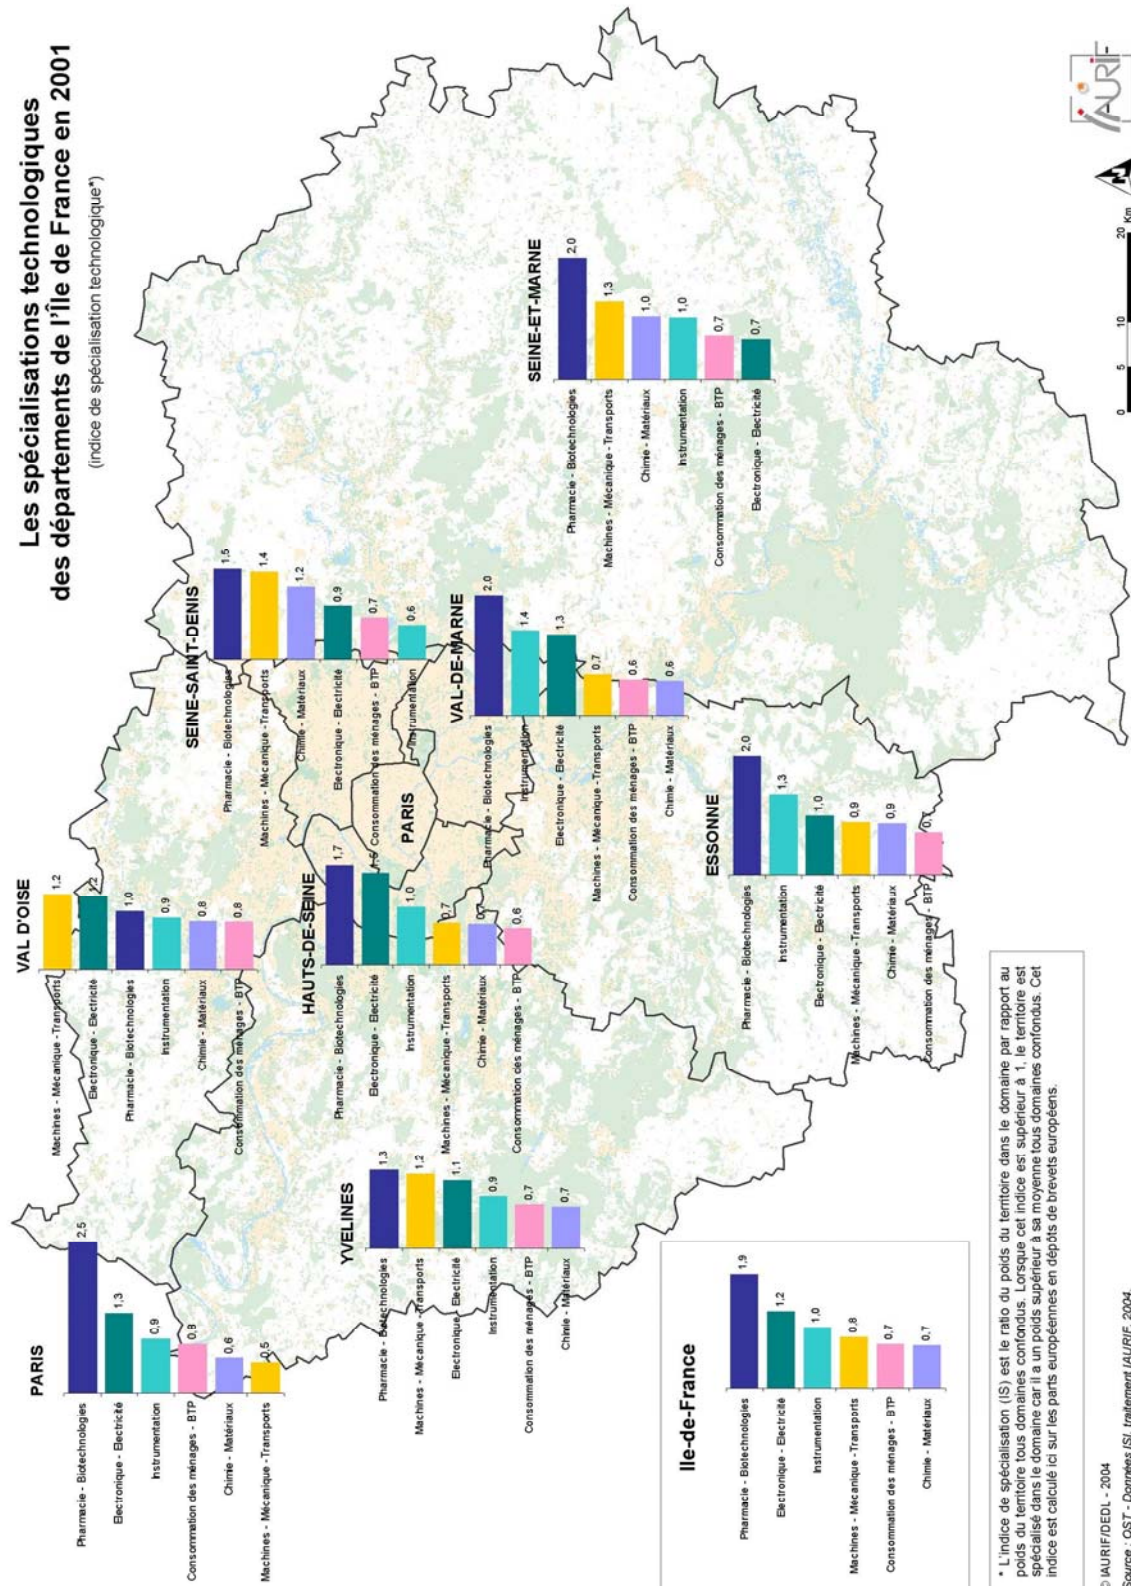 Les spécialisations technologiques
des départements de l'Île de France en 2001
(indice de spécialisation technologique*)
PARIS
Pharmacie - Biotechnologies 2,5
Electronique - Electricité 1,3
Instrumentation 0,9
Consommation des ménages - BTP 0,8
Chimie - Matériaux 0,6
Machines - Mécanique -Transports 0,5
VAL D'OISE
Machines - Mécanique -Transports 1,2
Electronique - Electricité 1,2
Pharmacie - Biotechnologies 1,0
Instrumentation 0,9
Chimie - Matériaux 0,8
Consommation des ménages - BTP 0,8
SEINE-SAINT-DENIS
Pharmacie - Biotechnologies 1,5
Machines - Mécanique -Transports 1,4
Chimie - Matériaux 1,2
Electronique - Electricité 0,9
Consommation des ménages - BTP 0,7
Instrumentation 0,6
HAUTS-DE-SEINE
Pharmacie - Biotechnologies 1,7
Electronique - Electricité 1,5
Instrumentation 1,0
Machines - Mécanique -Transports 0,7
Chimie - Matériaux 0,7
Consommation des ménages - BTP 0,6
PARIS
YVELINES
Pharmacie - Biotechnologies 1,3
Machines - Mécanique -Transports 1,2
Electronique - Electricité 1,1
Instrumentation 0,9
Consommation des ménages - BTP 0,7
Chimie - Matériaux 0,7
VAL-DE-MARNE
Pharmacie - Biotechnologies 2,0
Instrumentation 1,4
Electronique - Electricité 1,3
Machines - Mécanique -Transports 0,7
Consommation des ménages - BTP 0,6
Chimie - Matériaux 0,6
SEINE-ET-MARNE
Pharmacie - Biotechnologies 2,0
Machines - Mécanique -Transports 1,3
Chimie - Matériaux 1,0
Instrumentation 1,0
Consommation des ménages - BTP 0,7
Electronique - Electricité 0,7
ESSONNE
Pharmacie - Biotechnologies 2,0
Instrumentation 1,3
Electronique - Electricité 1,0
Machines - Mécanique -Transports 0,9
Chimie - Matériaux 0,9
Consommation des ménages - BTP 0,7
Ile-de-France
Pharmacie - Biotechnologies 1,9
Electronique - Electricité 1,2
Instrumentation 1,0
Machines - Mécanique -Transports 0,8
Consommation des ménages - BTP 0,7
Chimie - Matériaux 0,7
* L'indice de spécialisation (IS) est le ratio du poids du territoire dans le domaine par rapport au
poids du territoire tous domaines confondus. Lorsque cet indice est supérieur à 1, le territoire est
spécialisé dans le domaine car il a un poids supérieur à sa moyenne tous domaines confondus. Cet
indice est calculé ici sur les parts européennes en dépôts de brevets européens.
© IAURIF/DEDL - 2004
Source : OST - Données ISI, traitement IAURIF, 2004.
0 5 10 20 Km
N
IAURIF